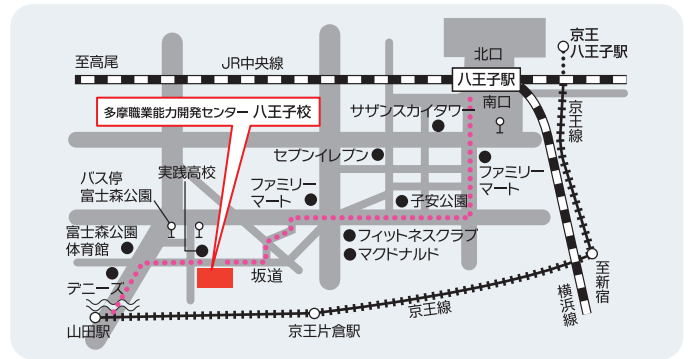 京王
八王子駅
北口
至高尾
JR中央線
八王子駅
多摩職業能力開発センター 八王子校
サザンスカイタワー
南口
京王線
セブンイレブン
実践高校
バス停
富士森公園
ファミリー
マート
ファミリー
マート
子安公園
富士森公園
体育館
フィットネスクラブ
マクドナルド
坂道
デニーズ
至新宿
横浜線
京王線
山田駅
京王片倉駅